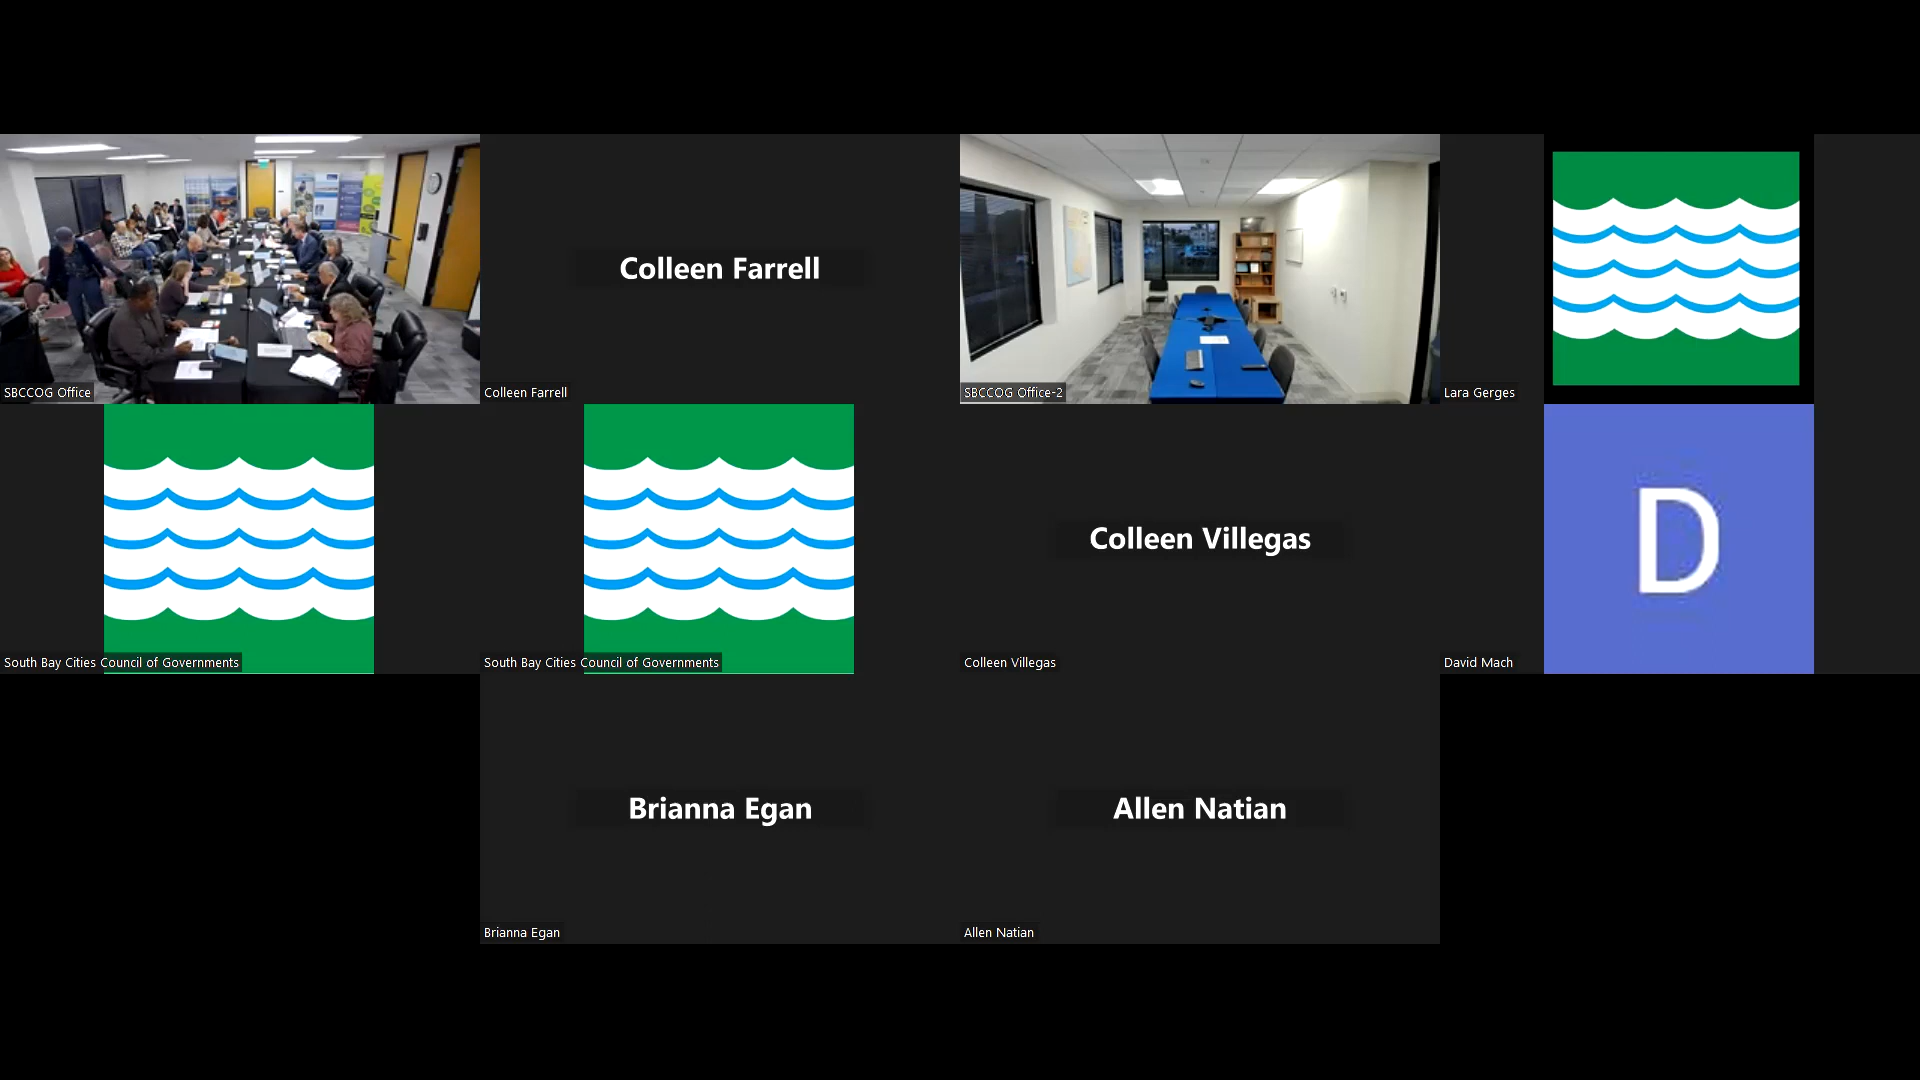 Colleen Farrell
SBCCOG Office
Colleen Farrell
SBCCOG Office-2
Lara Gerges
Colleen Villegas
D
South Bay Cities Council of Governments
South Bay Cities Council of Governments
Colleen Villegas
David Mach
Brianna Egan
Allen Natian
Brianna Egan
Allen Natian